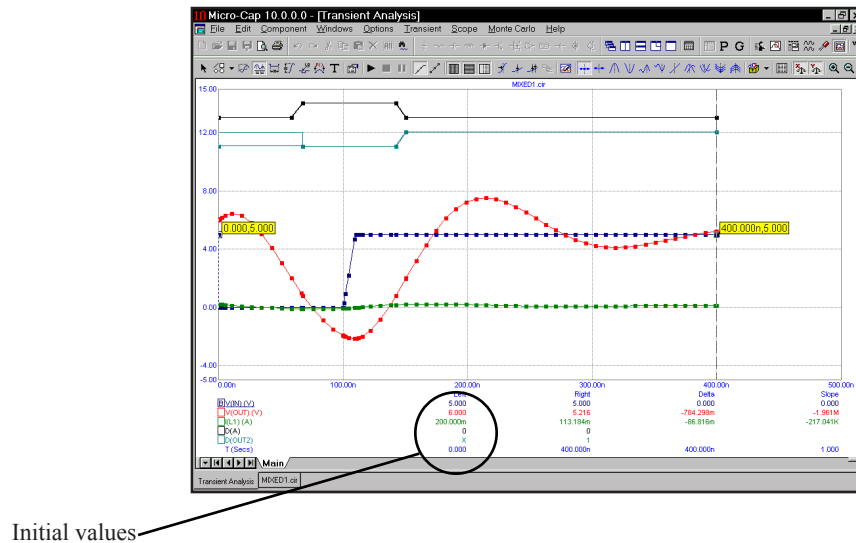 Micro-Cap 10.0.0.0 - [Transient Analysis]
File Edit Component Windows Options Transient Scope Monte Carlo Help
P G
T
MIXED1.cir
15.00
12.00
8.00
4.00
0.00
-4.00
-5.00
0.000,5.000
400.000n,5.000
0.00n 100.00n 200.00n 300.00n 400.00n 500.00n
Left Right Delta Slope
V(IN) (V) 5.000 5.000 0.000 0.000
V(OUT) (V) 6.000 5.216 -784.298m -1.961M
I(L1) (A) 200.000m 113.184m -86.816m -217.041K
D(A) 0 0
D(OUT2) X 1
T (Secs) 0.000 400.000n 400.000n 1.000
Main
Transient Analysis MIXED1.cir
Initial values